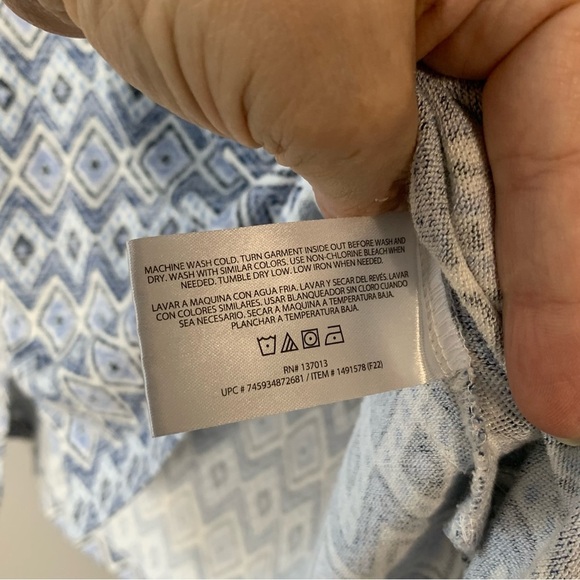 MACHINE WASH COLD. TURN GARMENT INSIDE OUT BEFORE WASH AND
DRY. WASH WITH SIMILAR COLORS. USE NON-CHLORINE BLEACH WHEN
NEEDED. TUMBLE DRY LOW. LOW IRON WHEN NEEDED.
LAVAR A MAQUINA CON AGUA FRIA. LAVAR Y SECAR DEL REVÉS. LAVAR
CON COLORES SIMILARES. USAR BLANQUEADOR SIN CLORO CUANDO
SEA NECESARIO. SECAR A MAQUINA A TEMPERATURA BAJA.
PLANCHAR A TEMPERATURA BAJA.
RN# 137013
UPC # 745934872681 / ITEM # 1491578 (F22)